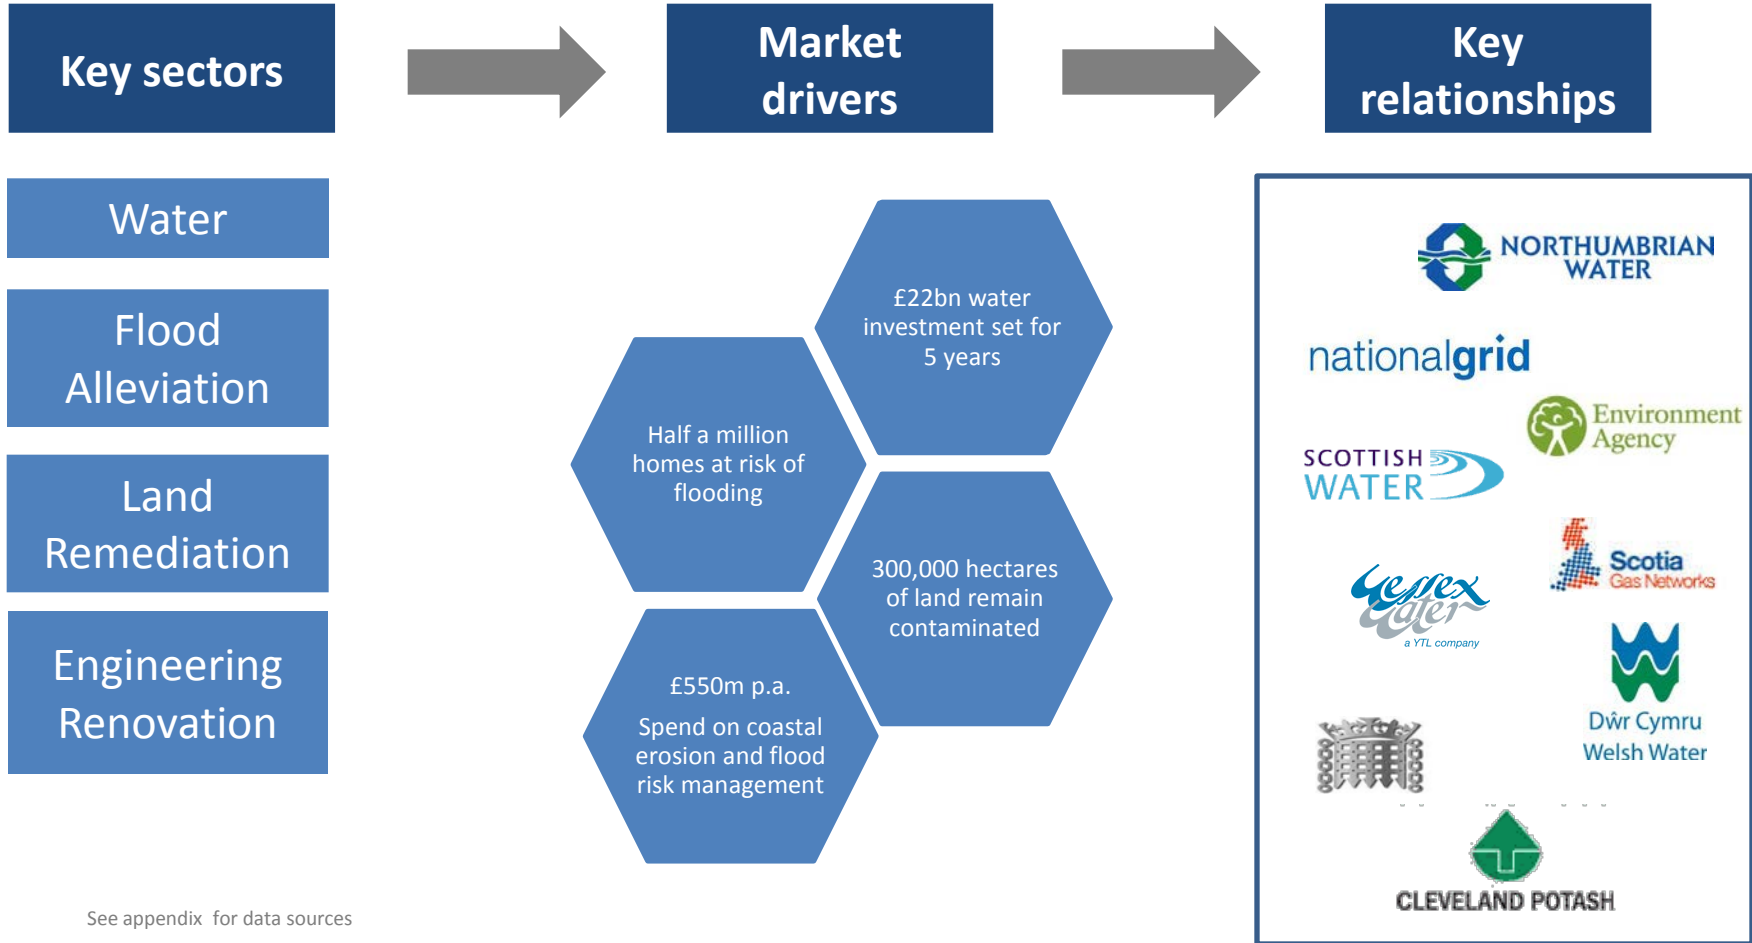 Key sectors
Market
drivers
Key
relationships
Water
Flood
Alleviation
Land
Remediation
Engineering
Renovation
£22bn water
investment set for
5 years
Half a million
homes at risk of
flooding
300,000 hectares
of land remain
contaminated
£550m p.a.
Spend on coastal
erosion and flood
risk management
NORTHUMBRIAN
WATER
nationalgrid
Environment
Agency
SCOTTISH
WATER
Scotia
Gas Networks
Wessex
Water
a YTL company
Dŵr Cymru
Welsh Water
CLEVELAND POTASH
See appendix for data sources